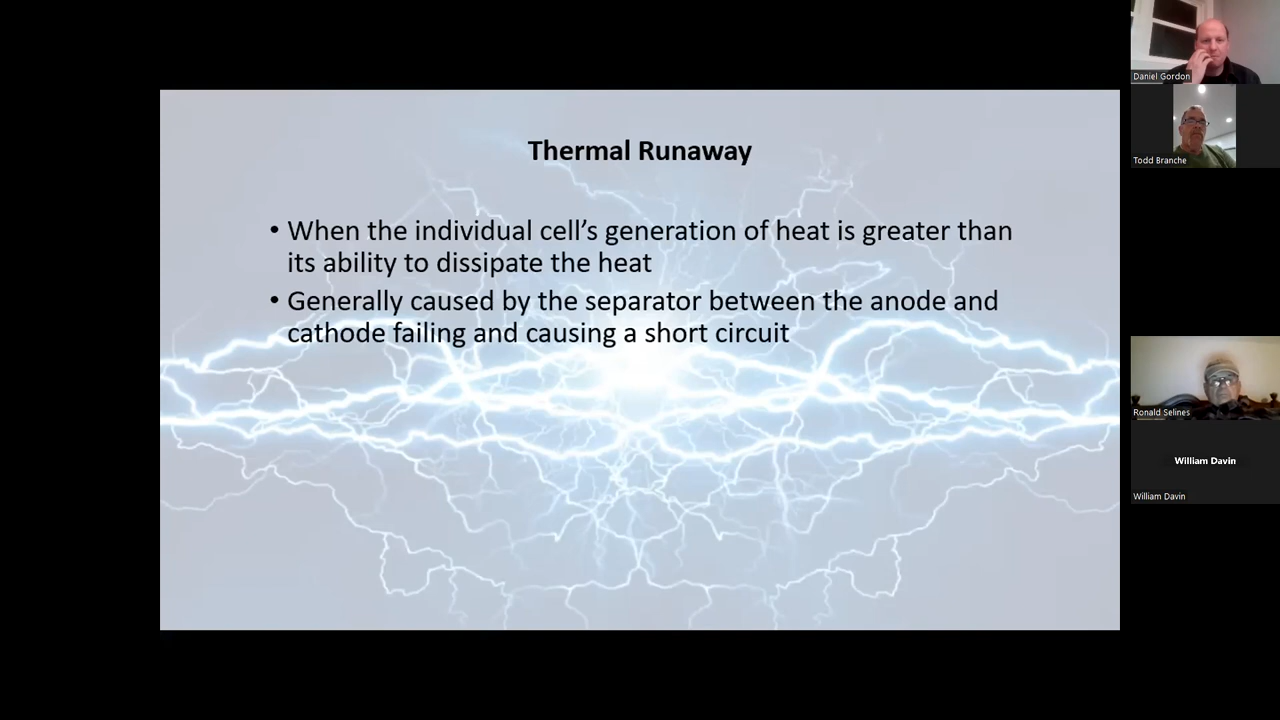 Thermal Runaway
• When the individual cell’s generation of heat is greater than
its ability to dissipate the heat
• Generally caused by the separator between the anode and
cathode failing and causing a short circuit
Daniel Gordon
Todd Branche
Ronald Selines
William Davin
William Davin